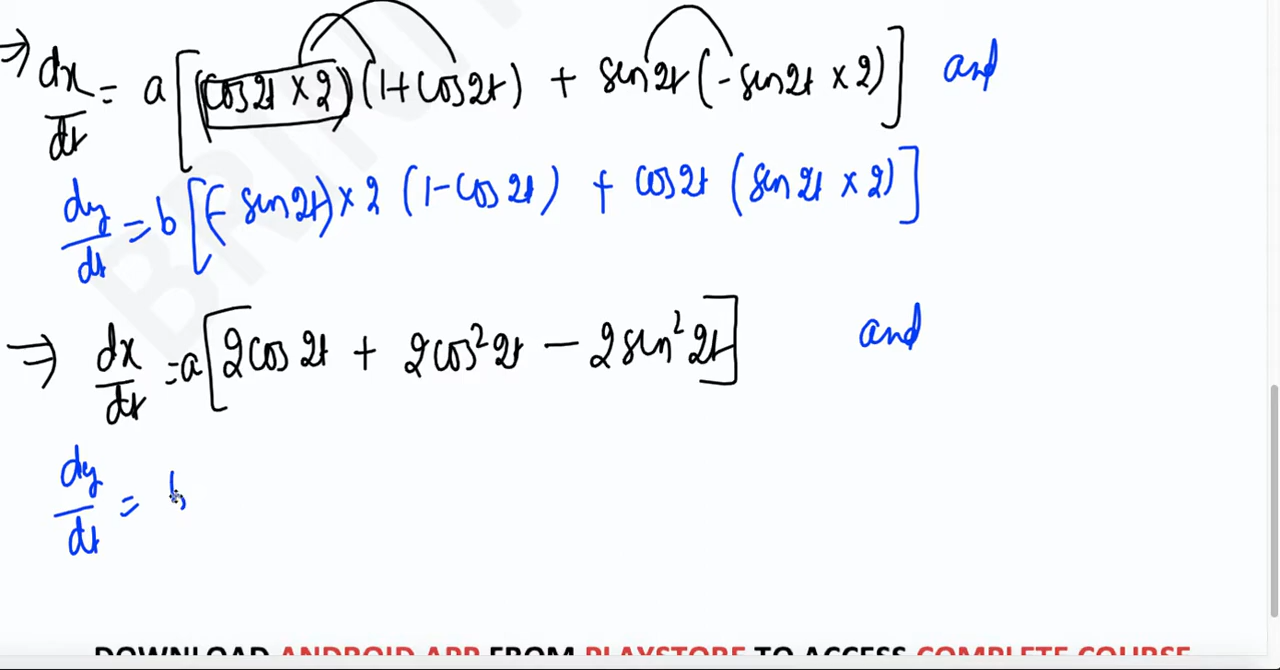 ⇒ dx/dt = a[(cos2t × 2)(1+cos2t) + sin2t(-sin2t × 2)] and
dy/dt = b[(-sin2t) × 2 (1-cos2t) + cos2t (sin2t × 2)]
⇒ dx/dt = a[2cos2t + 2cos²2t - 2sin²2t] and
dy/dt = b
DOWNLOAD ANDROID APP FROM PLAYSTORE TO ACCESS COMPLETE COURSE